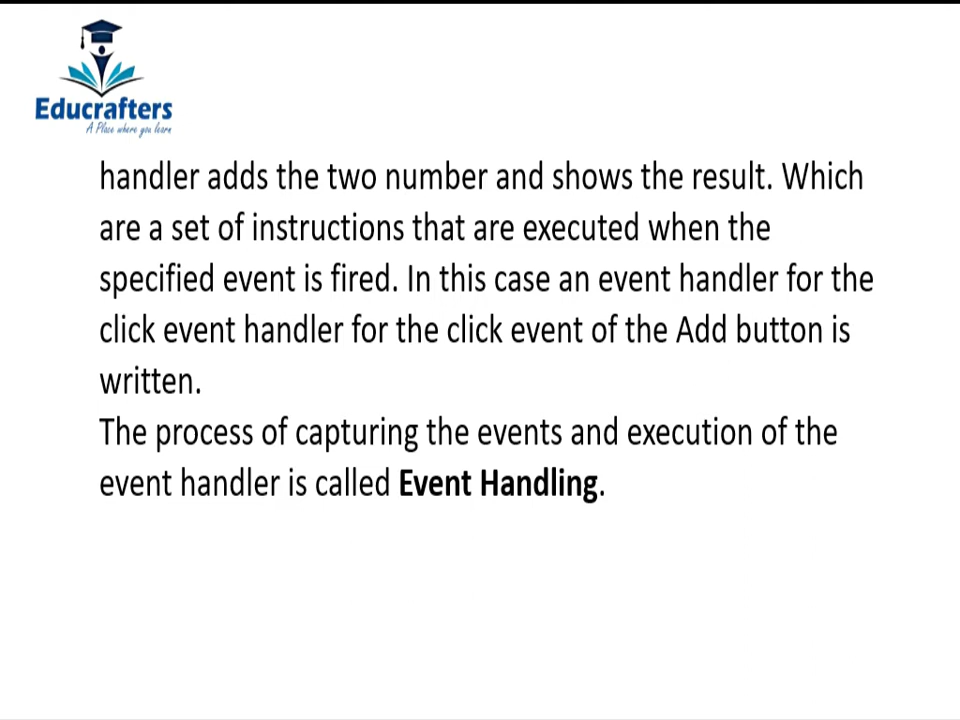 Educrafters
A Place where you learn
handler adds the two number and shows the result. Which
are a set of instructions that are executed when the
specified event is fired. In this case an event handler for the
click event handler for the click event of the Add button is
written.
The process of capturing the events and execution of the
event handler is called Event Handling.